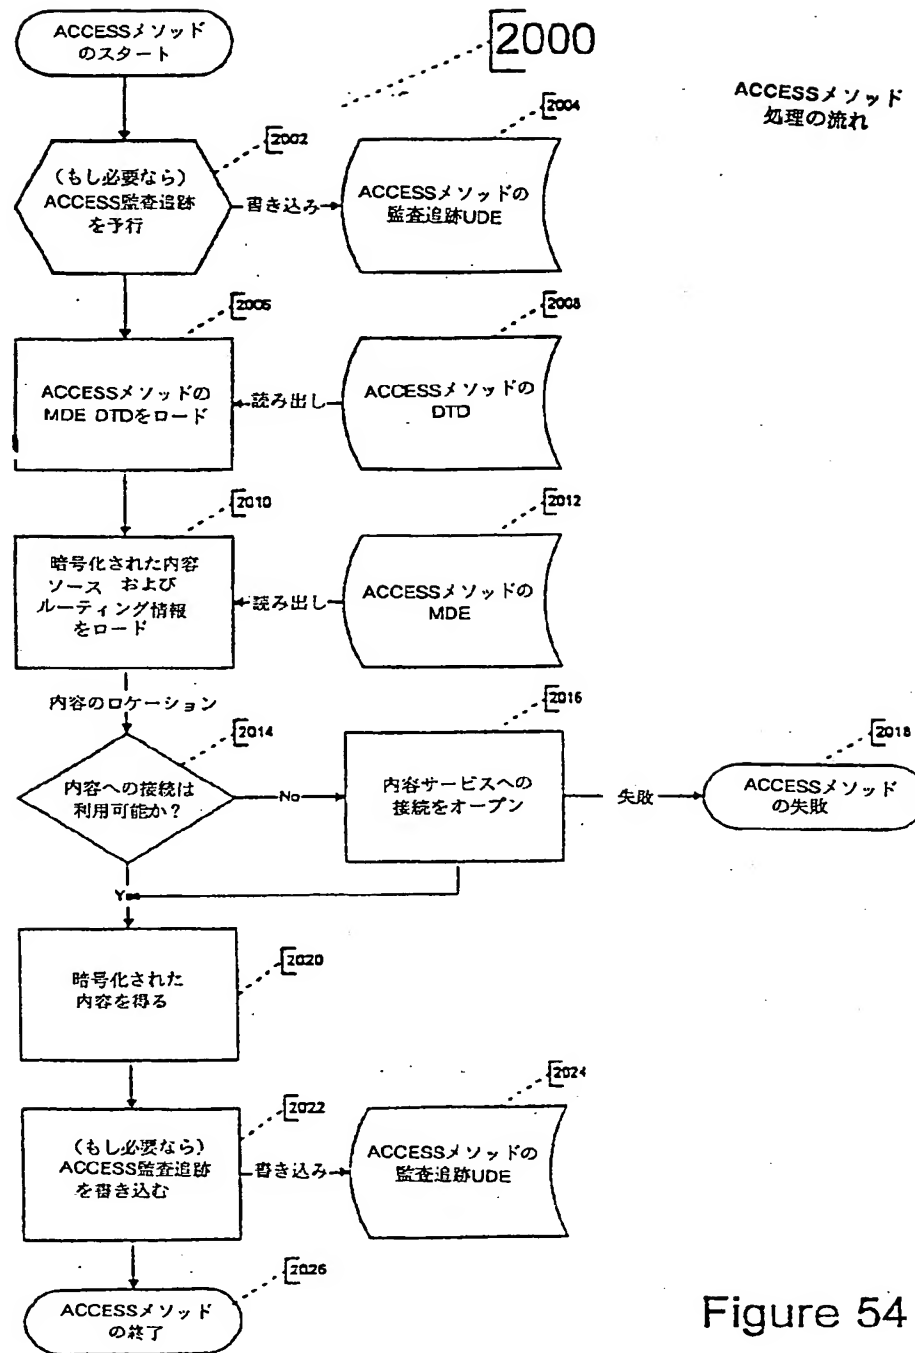 ACCESSメソッド
のスタート
2000
ACCESSメソッド
処理の流れ
2002
2004
(もし必要なら)
ACCESS監査追跡
を予行
書き込み
ACCESSメソッドの
監査追跡UDE
2006
2008
ACCESSメソッドの
MDE DTDをロード
読み出し
ACCESSメソッドの
DTD
2010
2012
暗号化された内容
ソース および
ルーティング情報
をロード
読み出し
ACCESSメソッドの
MDE
内容のロケーション
2014
2016
2018
内容への接続は
利用可能か?
No
内容サービスへの
接続をオープン
失敗
ACCESSメソッド
の失敗
Y
2020
暗号化された
内容を得る
2022
2024
(もし必要なら)
ACCESS監査追跡
を書き込む
書き込み
ACCESSメソッドの
監査追跡UDE
2026
ACCESSメソッド
の終了
Figure 54